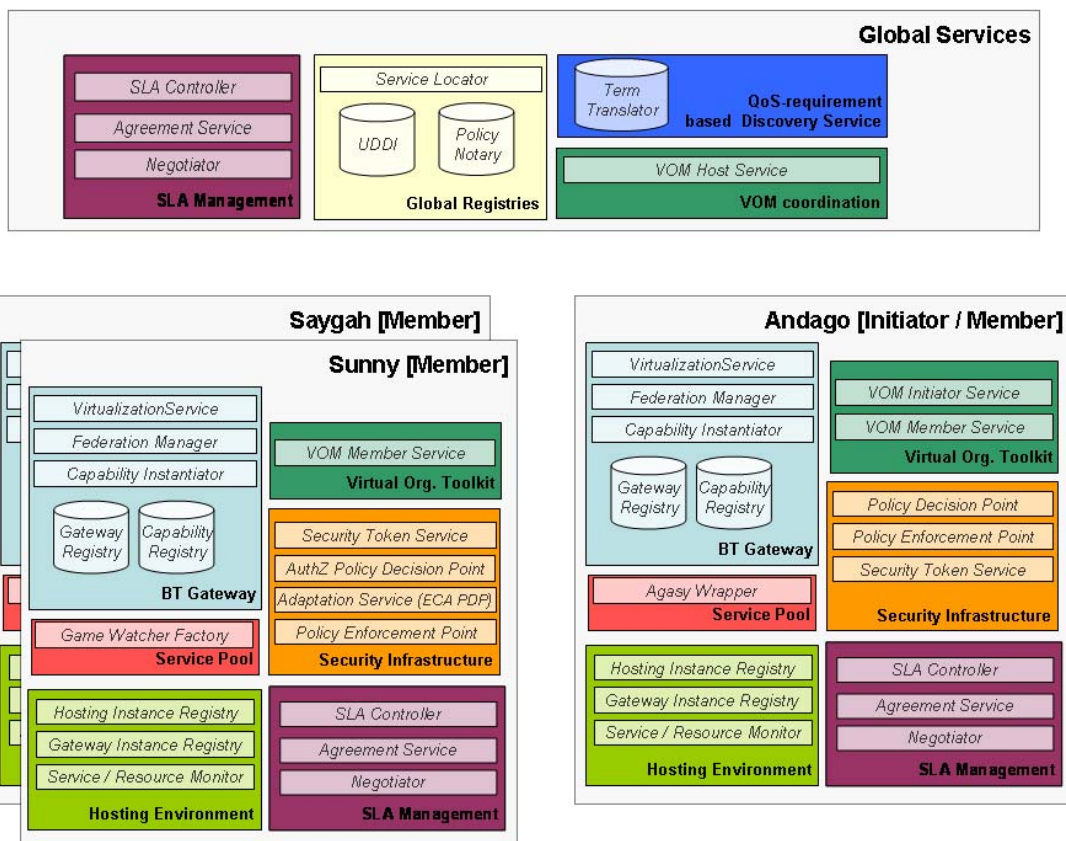 Global Services
SLA Controller
Agreement Service
Negotiator
SLA Management
Service Locator
UDDI
Policy
Notary
Global Registries
Term
Translator
QoS-requirement
based Discovery Service
VOM Host Service
VOM coordination
Saygah [Member]
Sunny [Member]
VirtualizationService
Federation Manager
Capability Instantiator
Gateway
Registry
Capability
Registry
BT Gateway
VOM Member Service
Virtual Org. Toolkit
Security Token Service
AuthZ Policy Decision Point
Adaptation Service (ECA PDP)
Policy Enforcement Point
Security Infrastructure
Game Watcher Factory
Service Pool
Hosting Instance Registry
Gateway Instance Registry
Service / Resource Monitor
Hosting Environment
SLA Controller
Agreement Service
Negotiator
SLA Management
Andago [Initiator / Member]
VirtualizationService
Federation Manager
Capability Instantiator
Gateway
Registry
Capability
Registry
BT Gateway
VOM Initiator Service
VOM Member Service
Virtual Org. Toolkit
Policy Decision Point
Policy Enforcement Point
Security Token Service
Security Infrastructure
Agasy Wrapper
Service Pool
Hosting Instance Registry
Gateway Instance Registry
Service / Resource Monitor
Hosting Environment
SLA Controller
Agreement Service
Negotiator
SLA Management